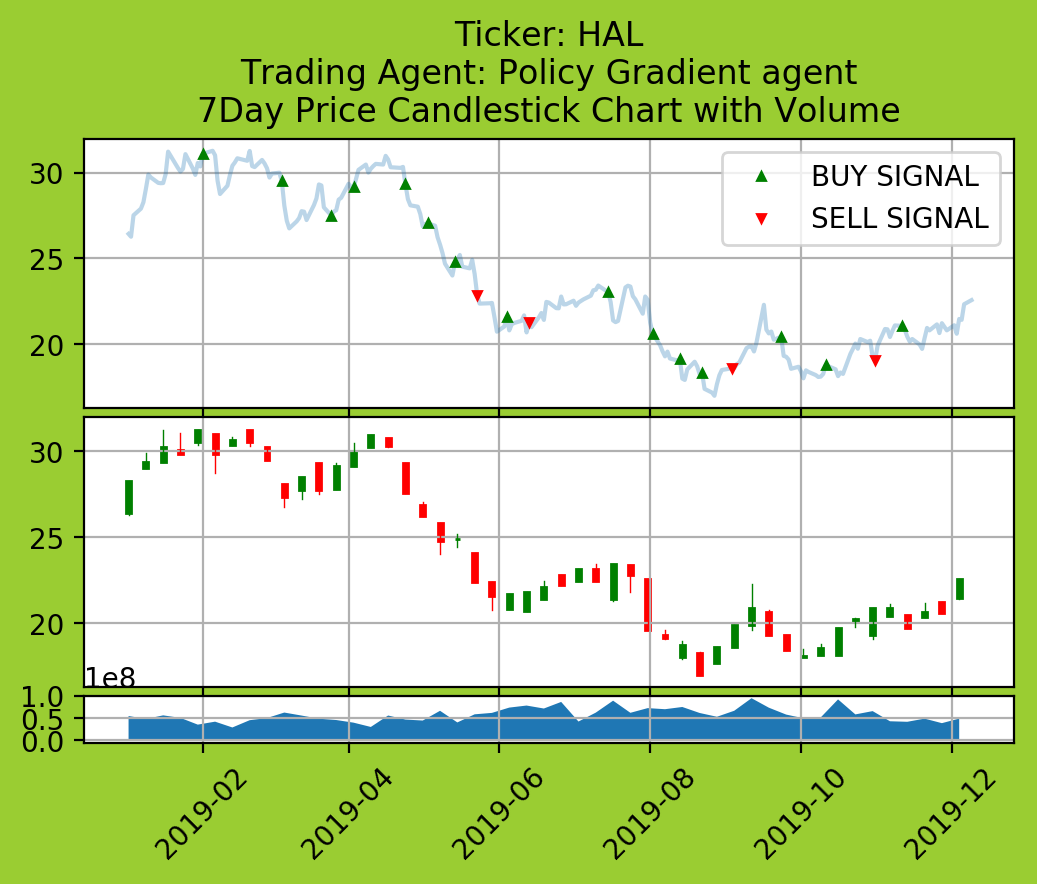 Ticker: HAL
Trading Agent: Policy Gradient agent
7Day Price Candlestick Chart with Volume
30
25
20
BUY SIGNAL
SELL SIGNAL
30
25
20
1e8
1.0
0.5
0.0
2019-02
2019-04
2019-06
2019-08
2019-10
2019-12